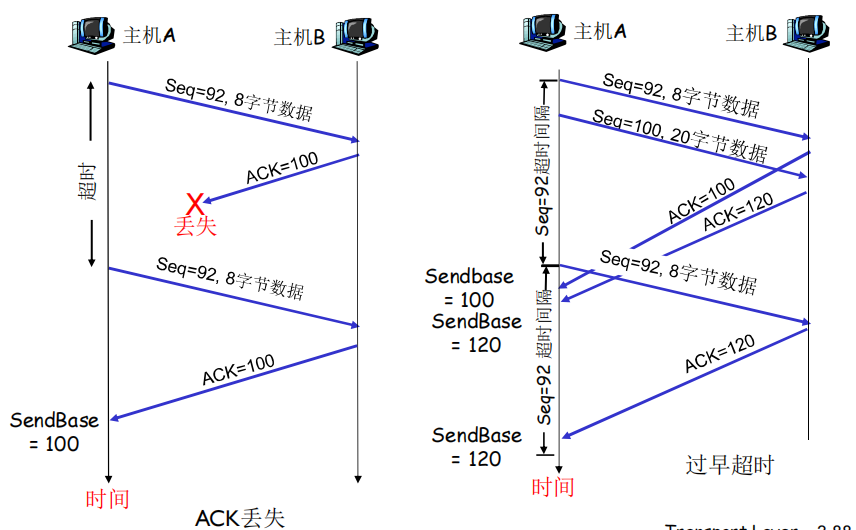 主机A
主机B
Seq=92, 8字节数据
超时
ACK=100
X
丢失
Seq=92, 8字节数据
ACK=100
SendBase
= 100
时间
ACK丢失
主机A
主机B
Seq=92, 8字节数据
Seq=92 超时间隔
Seq=100, 20字节数据
ACK=100
ACK=120
Seq=92, 8字节数据
Sendbase
= 100
SendBase
= 120
Seq=92 超时间隔
ACK=120
SendBase
= 120
时间
过早超时